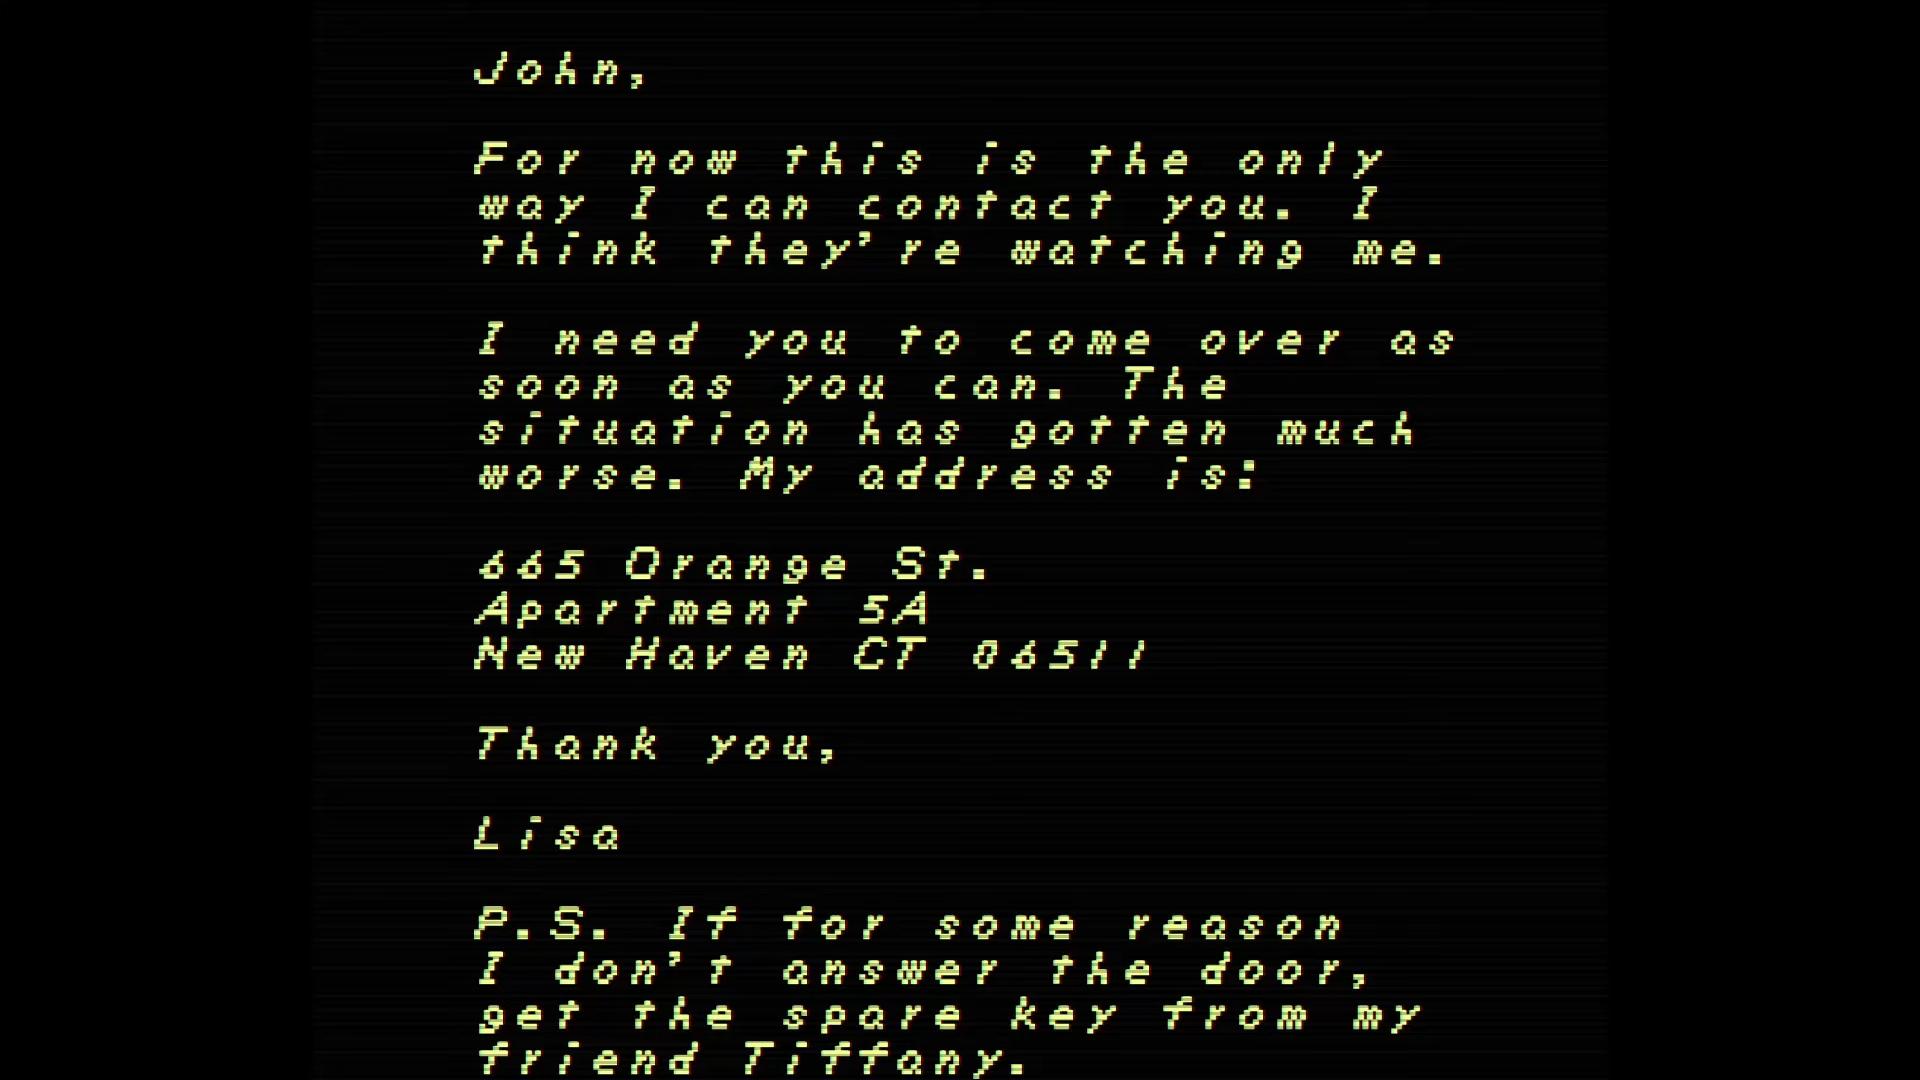 John,
For now this is the only
way I can contact you. I
think they're watching me.
I need you to come over as
soon as you can. The
situation has gotten much
worse. My address is:
665 Orange St.
Apartment 5A
New Haven CT 06511
Thank you,
Lisa
P.S. If for some reason
I don't answer the door,
get the spare key from my
friend Tiffany.